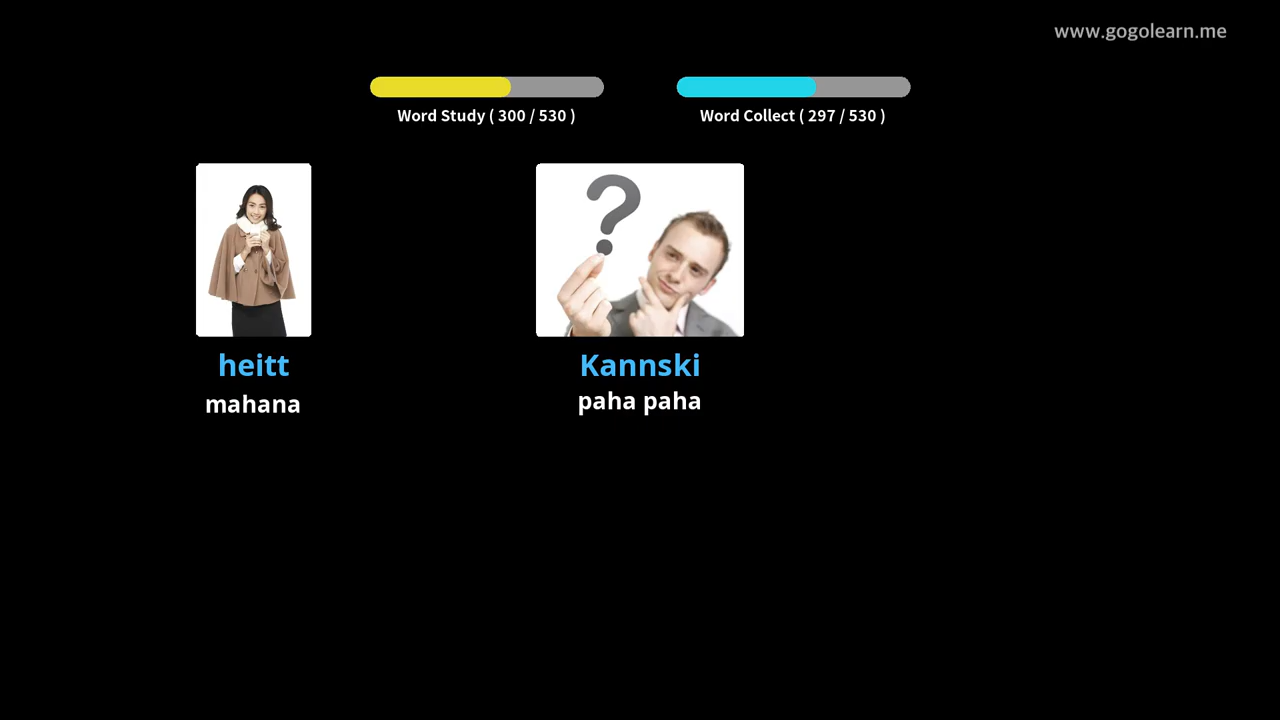 www.gogolearn.me
Word Study ( 300 / 530 )
Word Collect ( 297 / 530 )
heitt
mahana
Kannski
paha paha